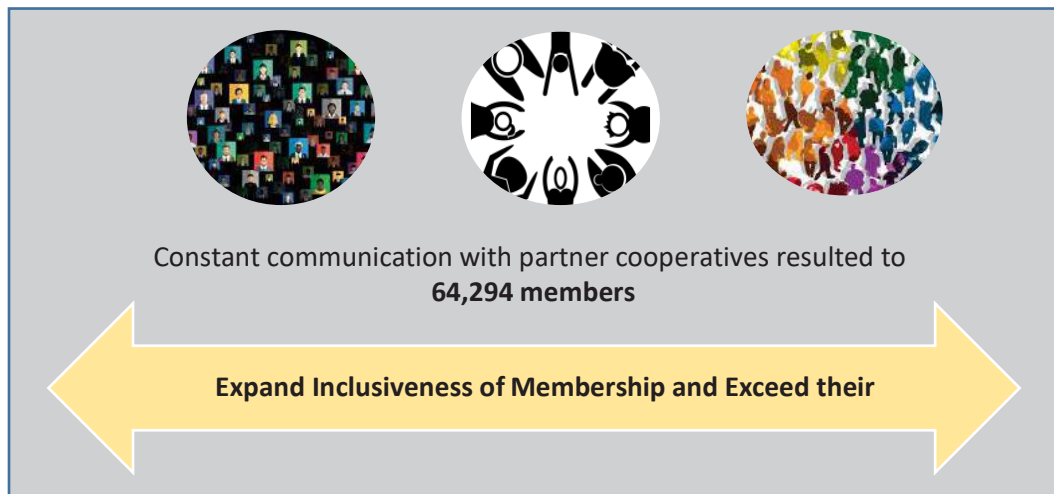 Constant communication with partner cooperatives resulted to
64,294 members
Expand Inclusiveness of Membership and Exceed their